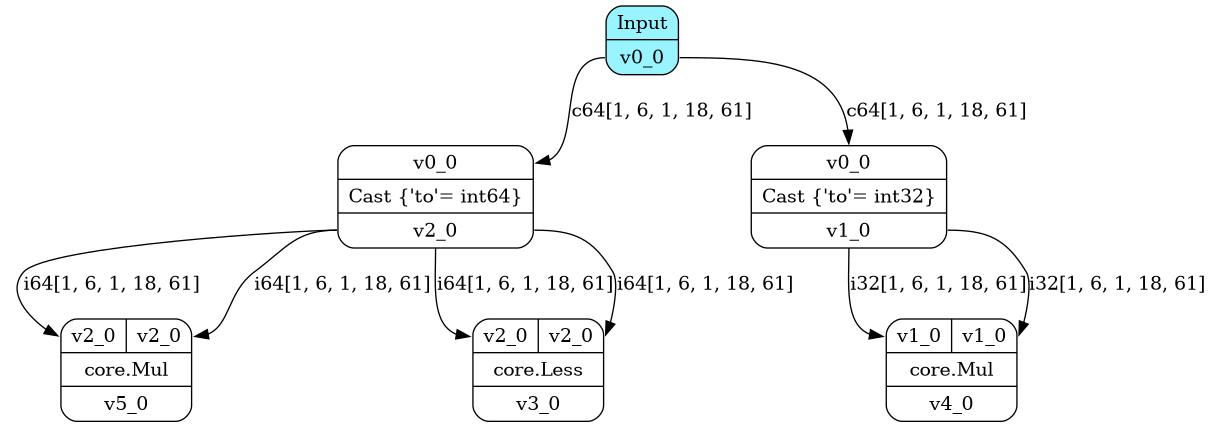 Input
v0_0
c64[1, 6, 1, 18, 61]
c64[1, 6, 1, 18, 61]
v0_0
Cast {'to'= int64}
v2_0
v0_0
Cast {'to'= int32}
v1_0
i64[1, 6, 1, 18, 61]
i64[1, 6, 1, 18, 61]
i64[1, 6, 1, 18, 61]
i64[1, 6, 1, 18, 61]
i32[1, 6, 1, 18, 61]
i32[1, 6, 1, 18, 61]
v2_0 v2_0
core.Mul
v5_0
v2_0 v2_0
core.Less
v3_0
v1_0 v1_0
core.Mul
v4_0